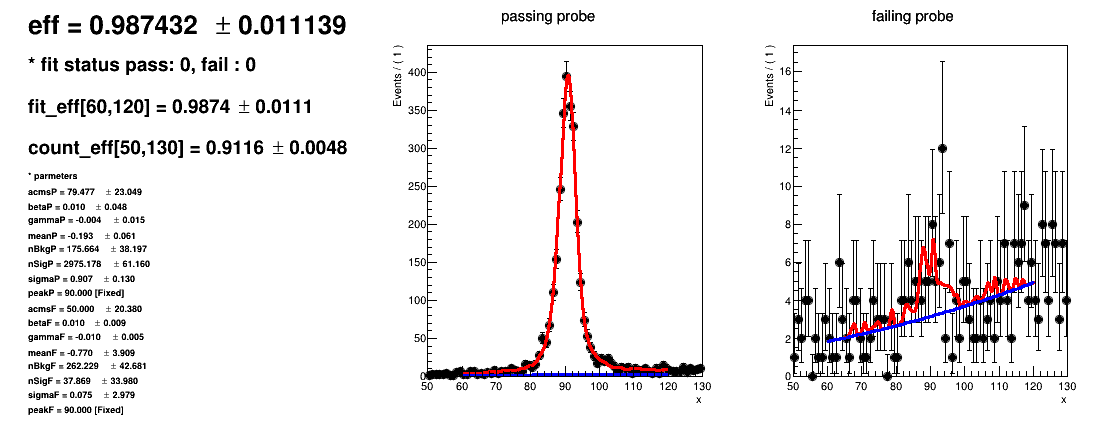 eff = 0.987432 ± 0.011139
* fit status pass: 0, fail : 0
fit_eff[60,120] = 0.9874 ± 0.0111
count_eff[50,130] = 0.9116 ± 0.0048
* parmeters
acmsP = 79.477 ± 23.049
betaP = 0.010 ± 0.048
gammaP = -0.004 ± 0.015
meanP = -0.193 ± 0.061
nBkgP = 175.664 ± 38.197
nSigP = 2975.178 ± 61.160
sigmaP = 0.907 ± 0.130
peakP = 90.000 [Fixed]
acmsF = 50.000 ± 20.380
betaF = 0.010 ± 0.009
gammaF = -0.010 ± 0.005
meanF = -0.770 ± 3.909
nBkgF = 262.229 ± 42.681
nSigF = 37.869 ± 33.980
sigmaF = 0.075 ± 2.979
peakF = 90.000 [Fixed]
passing probe
Events / ( 1 )
400
350
300
250
200
150
100
50
0
50 60 70 80 90 100 110 120 130
x
failing probe
Events / ( 1 )
16
14
12
10
8
6
4
2
0
50 60 70 80 90 100 110 120 130
x